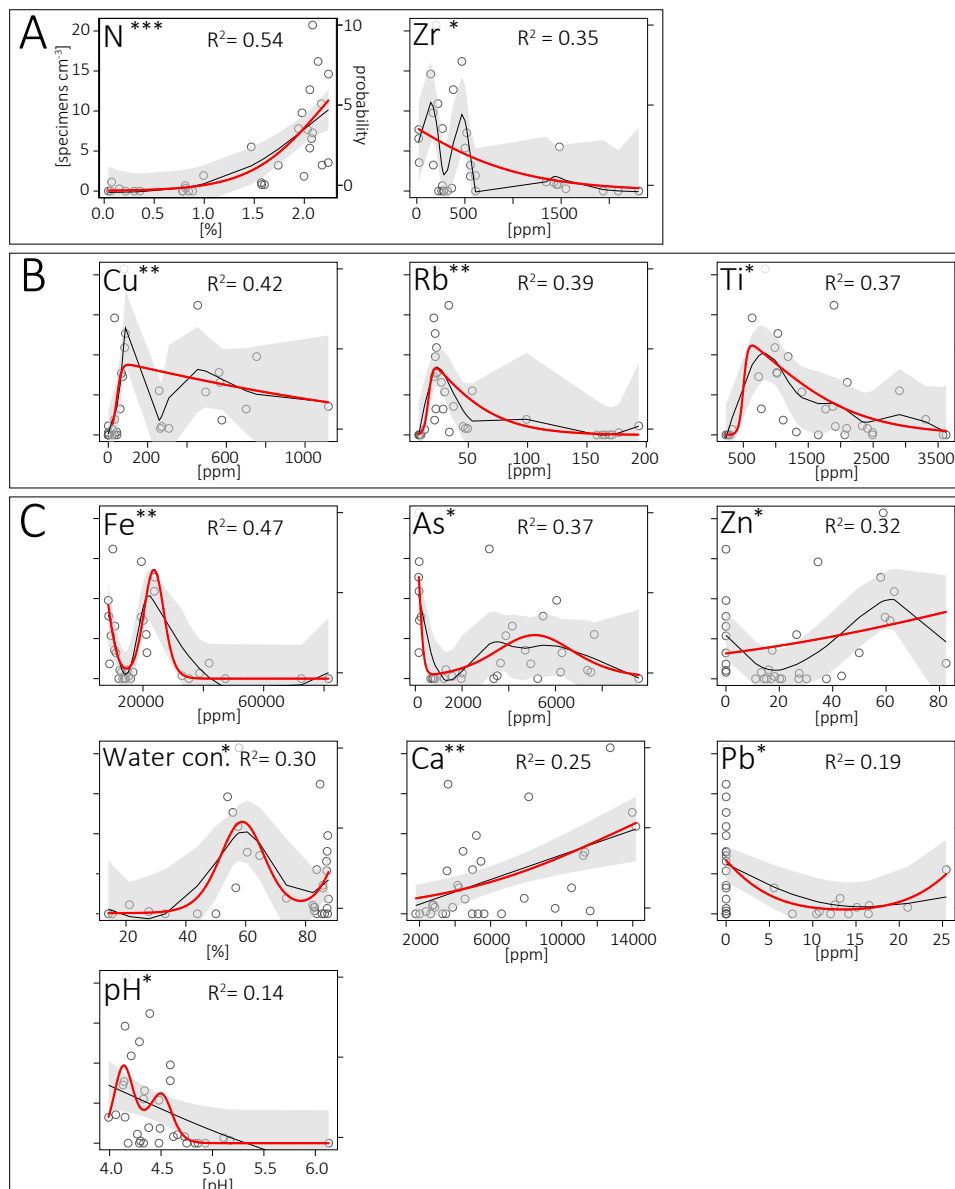 A
N ***
R²= 0.54
[specimens cm⁻³]
20
15
10
5
0
10
5
0
probability
0.0 0.5 1.0 1.5 2.0
[%]
Zr *
R² = 0.35
0 500 1500
[ppm]
B
Cu**
R²= 0.42
0 200 400 600 1000
[ppm]
Rb**
R²= 0.39
50 100 150 200
[ppm]
Ti*
R²= 0.37
500 1500 2500 3500
[ppm]
C
Fe**
R²= 0.47
20000 60000
[ppm]
As*
R²= 0.37
2000 6000
[ppm]
Zn*
R²= 0.32
0 20 40 60 80
[ppm]
Water con.*
R²= 0.30
20 40 60 80
[%]
Ca**
R²= 0.25
2000 6000 10000 14000
[ppm]
Pb*
R²= 0.19
0 5 10 15 20 25
[ppm]
pH*
R²= 0.14
4.0 4.5 5.0 5.5 6.0
[pH]